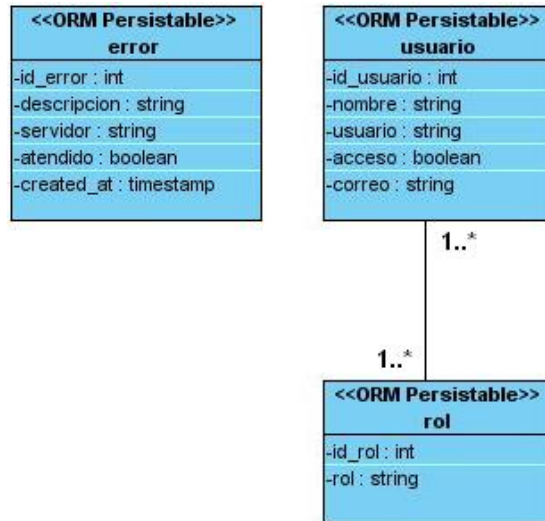 <<ORM Persistable>>
error
-id_error : int
-descripcion : string
-servidor : string
-atendido : boolean
-created_at : timestamp
<<ORM Persistable>>
usuario
-id_usuario : int
-nombre : string
-usuario : string
-acceso : boolean
-correo : string
1..*
1..*
<<ORM Persistable>>
rol
-id_rol : int
-rol : string